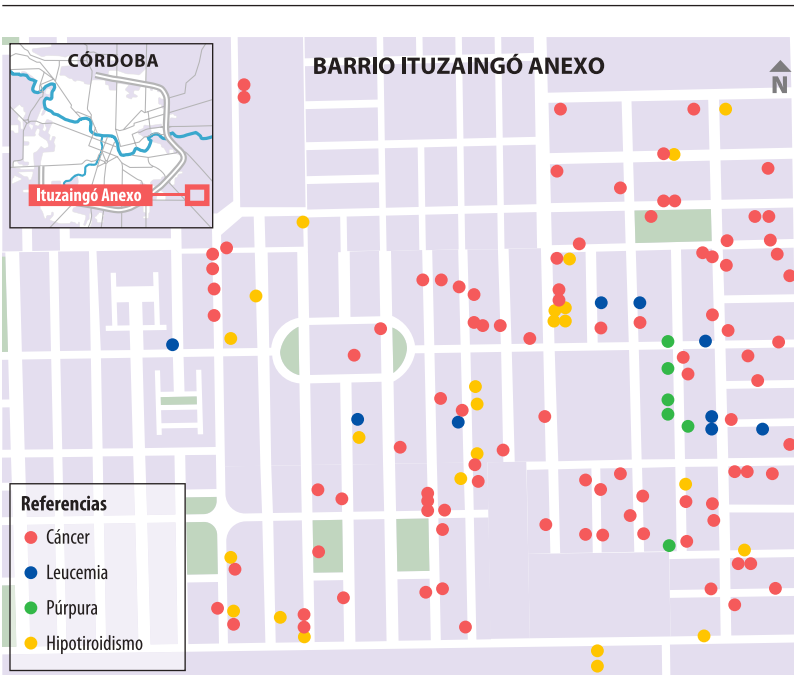 CÓRDOBA
BARRIO ITUZAINGÓ ANEXO
N
Ituzaingó Anexo
Referencias
Cáncer
Leucemia
Púrpura
Hipotiroidismo